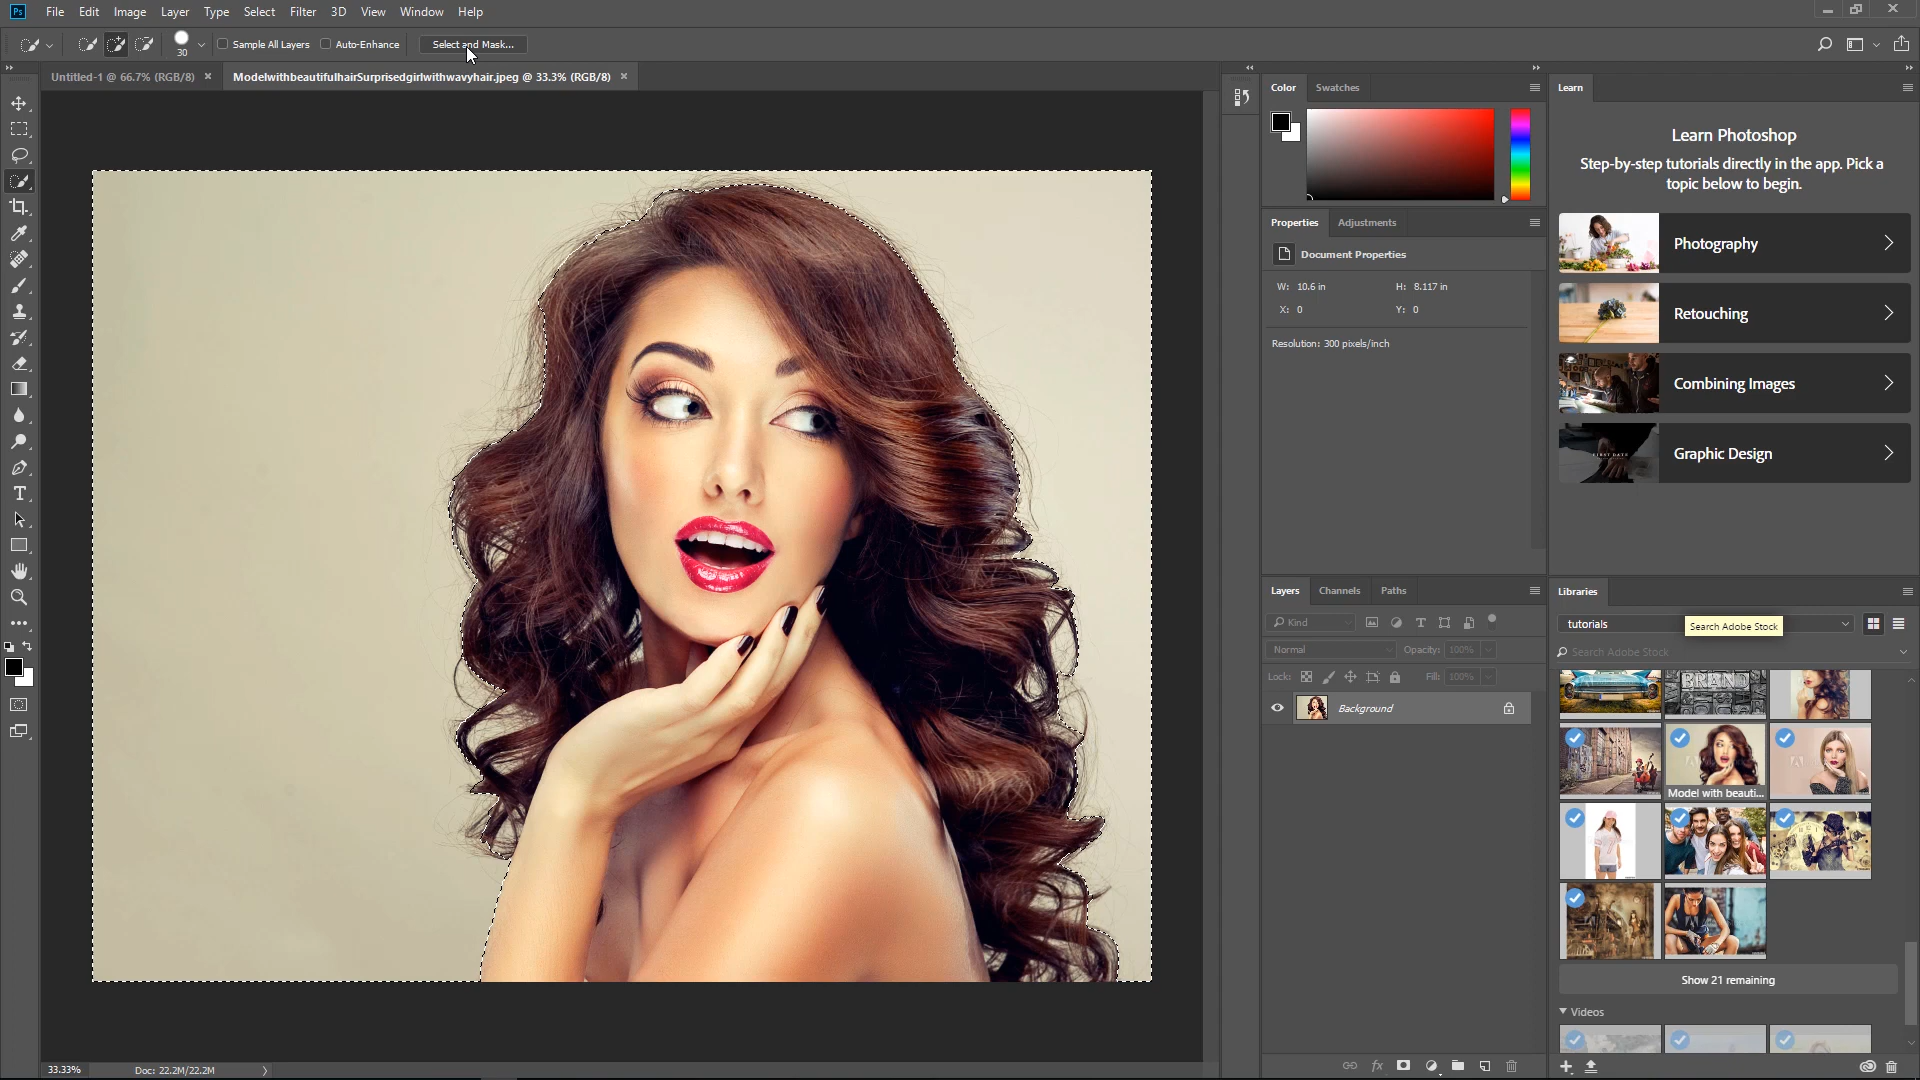 Ps File Edit Image Layer Type Select Filter 3D View Window Help
30 Sample All Layers Auto-Enhance Select and Mask...
Untitled-1 @ 66.7% (RGB/8) × ModelwithbeautifulhairSurprisedgirlwithwavyhair.jpeg @ 33.3% (RGB/8) ×
Color Swatches
Learn
Learn Photoshop
Step-by-step tutorials directly in the app. Pick a
topic below to begin.
Photography
Retouching
Combining Images
Graphic Design
Properties Adjustments
Document Properties
W: 10.6 in H: 8.117 in
X: 0 Y: 0
Resolution: 300 pixels/inch
Layers Channels Paths
Kind
Normal Opacity: 100%
Lock: Fill: 100%
Background
Libraries
tutorials
Search Adobe Stock
Search Adobe Stock
BRAND
Model with beauti...
Show 21 remaining
Videos
33.33% Doc: 22.2M/22.2M
fx